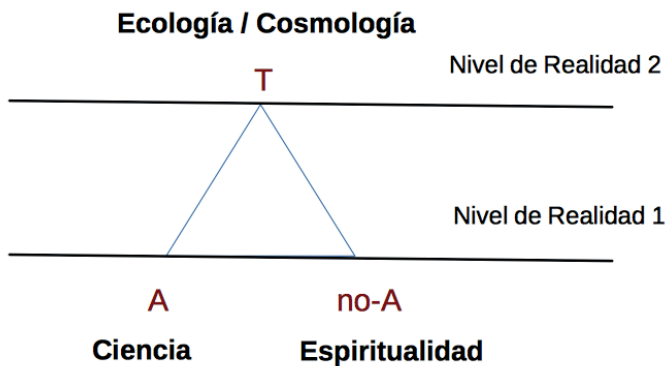 Ecología / Cosmología
Nivel de Realidad 2
T
Nivel de Realidad 1
A no-A
Ciencia Espiritualidad